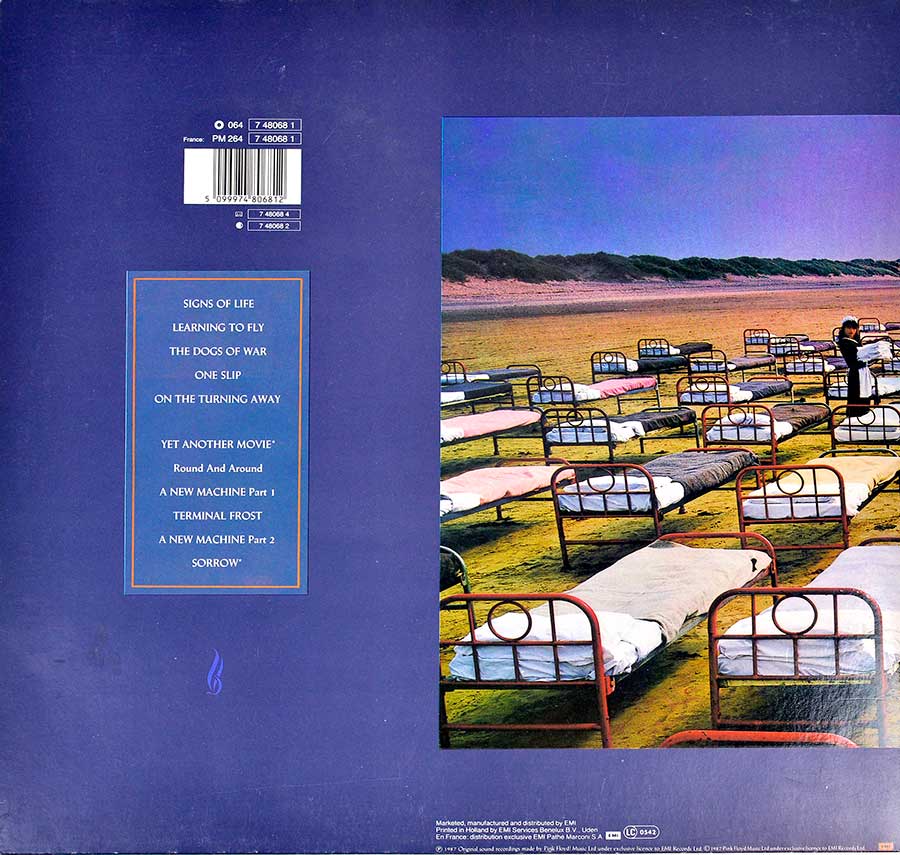 064 7 48068 1
France: PM 264 7 48068 1
5 099974 806812
7 48068 4
7 48068 2
SIGNS OF LIFE
LEARNING TO FLY
THE DOGS OF WAR
ONE SLIP
ON THE TURNING AWAY
YET ANOTHER MOVIE*
Round And Around
A NEW MACHINE Part 1
TERMINAL FROST
A NEW MACHINE Part 2
SORROW*
Marketed, manufactured and distributed by EMI
Printed in Holland by EMI Services Benelux B.V., Uden
En France: distribution exclusive EMI Pathé Marconi S.A. EMI LC 0542
℗ 1987 Original sound recordings made by Pink Floyd Music Ltd under exclusive licence to EMI Records Ltd. © 1987 Pink Floyd Music Ltd under exclusive licence to EMI Records Ltd.